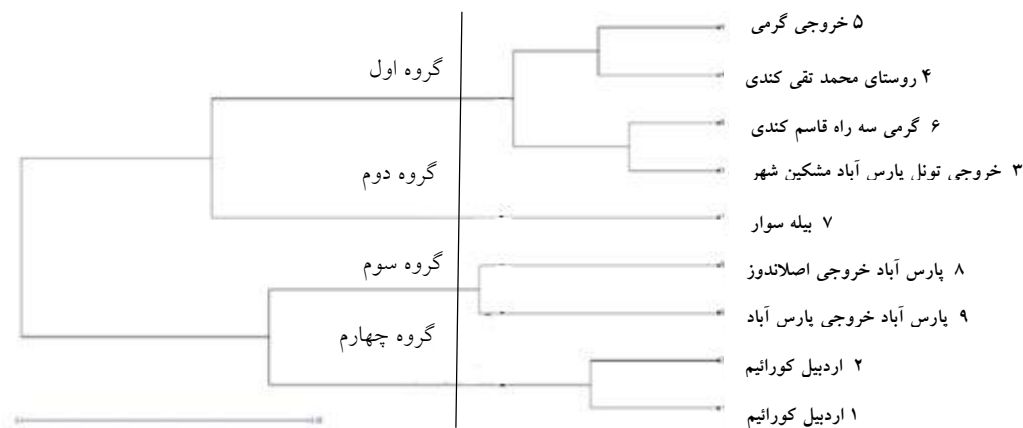 ۵ خروجی گرمی
گروه اول
۴ روستای محمد تقی کندی
۶ گرمی سه راه قاسم کندی
۳ خروجی تونل پارس آباد مشکین شهر
گروه دوم
۷ بیله سوار
گروه سوم
۸ پارس آباد خروجی اصلاندوز
۹ پارس آباد خروجی پارس آباد
گروه چهارم
۲ اردبیل کورائیم
۱ اردبیل کورائیم